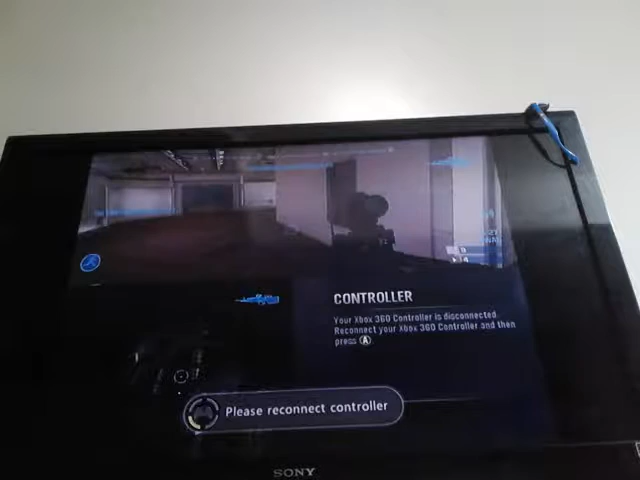 CONTROLLER
Your Xbox 360 Controller is disconnected.
Reconnect your Xbox 360 Controller and then
press A
Please reconnect controller
SONY